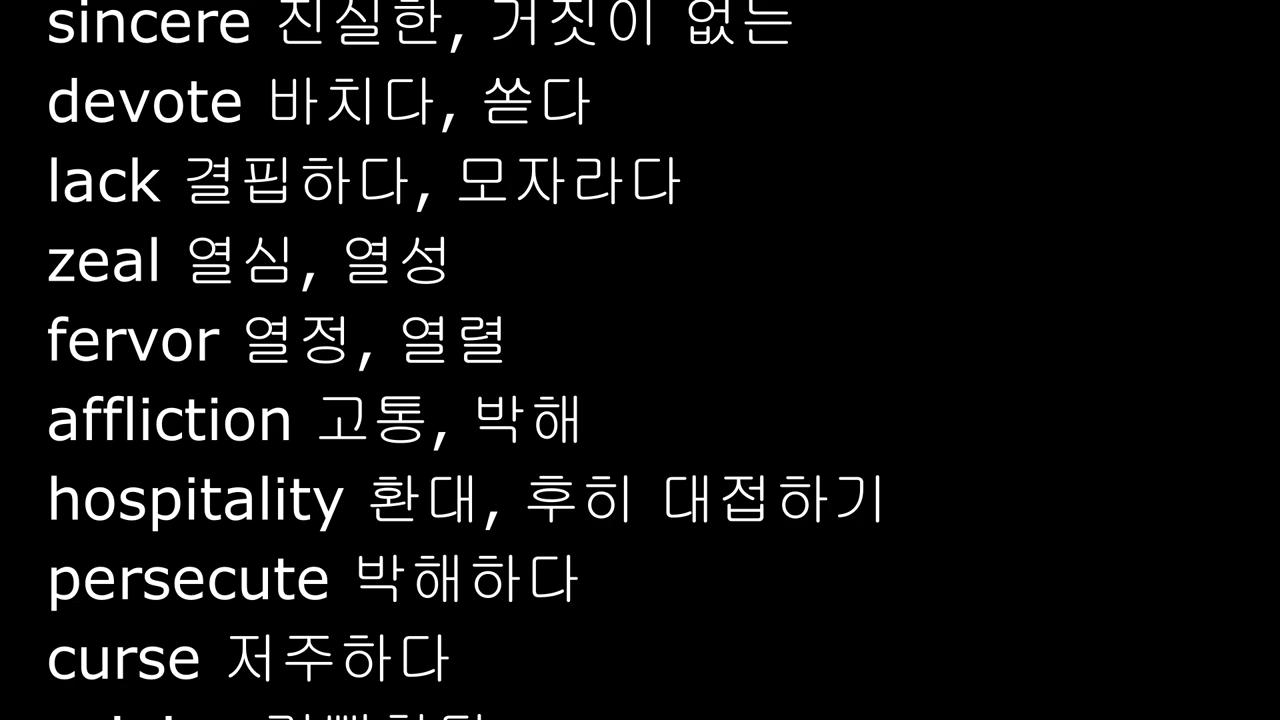 sincere 진실한, 거짓이 없는
devote 바치다, 쏟다
lack 결핍하다, 모자라다
zeal 열심, 열성
fervor 열정, 열렬
affliction 고통, 박해
hospitality 환대, 후히 대접하기
persecute 박해하다
curse 저주하다